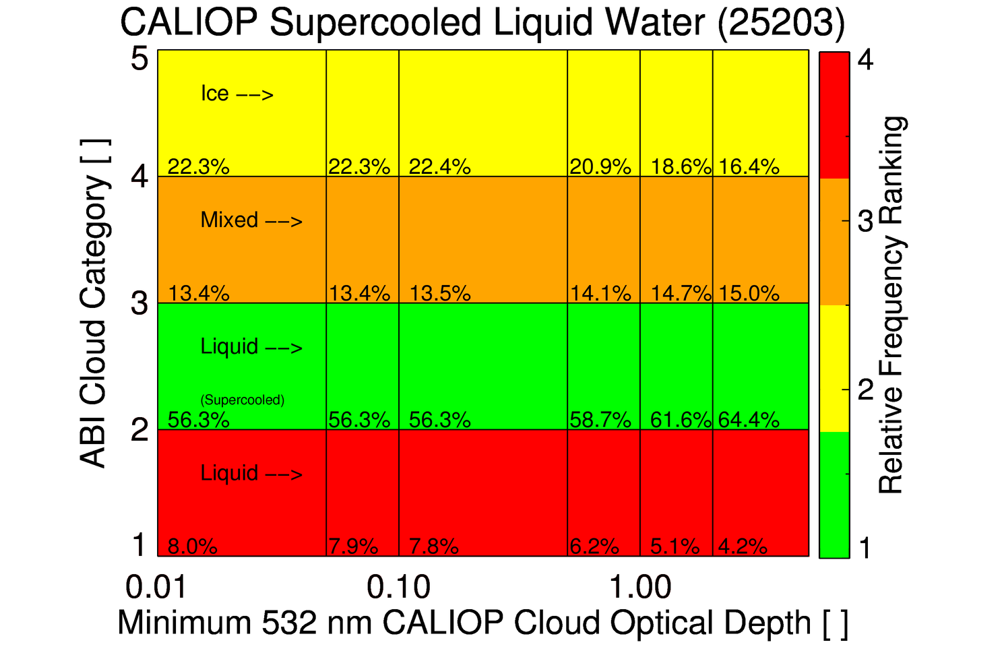 CALIOP Supercooled Liquid Water (25203)
5
Ice −−>
22.3% 22.3% 22.4% 20.9% 18.6% 16.4%
4
Mixed −−>
13.4% 13.4% 13.5% 14.1% 14.7% 15.0%
3
Liquid −−>
(Supercooled)
56.3% 56.3% 56.3% 58.7% 61.6% 64.4%
2
Liquid −−>
8.0% 7.9% 7.8% 6.2% 5.1% 4.2%
1
0.01 0.10 1.00
Minimum 532 nm CALIOP Cloud Optical Depth [ ]
ABI Cloud Category [ ]
4
3
2
1
Relative Frequency Ranking